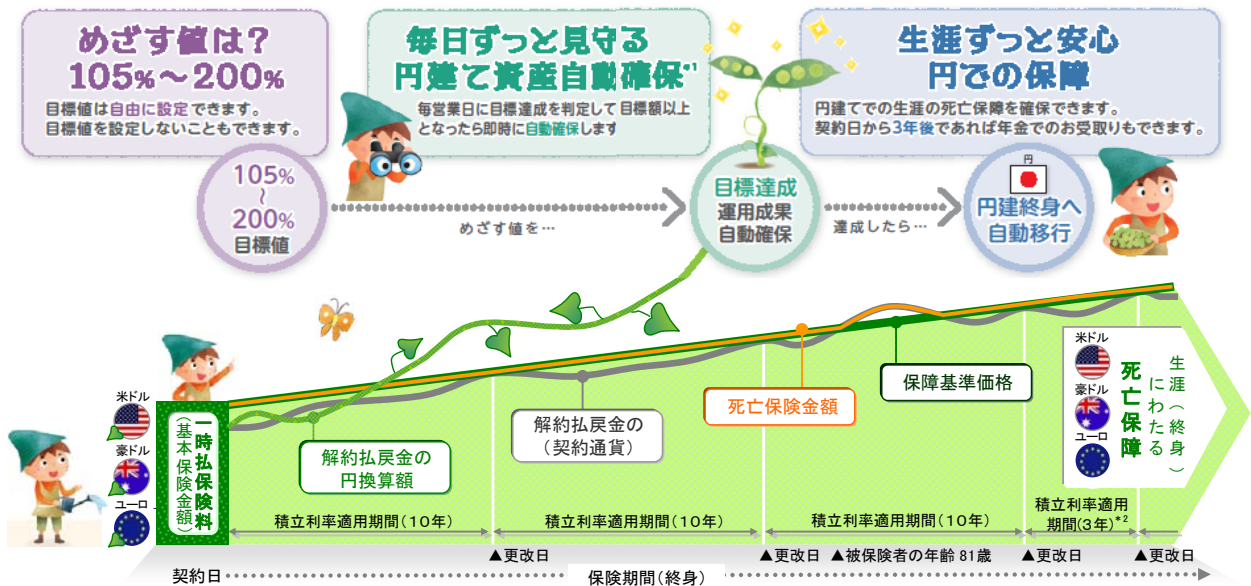 めざす値は？
105%～200%
目標値は自由に設定できます。
目標値を設定しないこともできます。
毎日ずっと見守る
円建て資産自動確保*1
毎営業日に目標達成を判定して目標額以上
となったら即時に自動確保します
生涯ずっと安心
円での保障
円建てでの生涯の死亡保障を確保できます。
契約日から3年後であれば年金でのお受取りもできます。
105%
～
200%
目標値
めざす値を…
目標達成
運用成果
自動確保
達成したら…
円
円建終身へ
自動移行
米ドル
豪ドル
ユーロ
一時払保険料
（基本保険金額）
解約払戻金の
円換算額
解約払戻金の
（契約通貨）
死亡保険金額
保障基準価格
米ドル
豪ドル
ユーロ
生涯（終身）
にわたる
死亡保障
積立利率適用期間（10年）
積立利率適用期間（10年）
積立利率適用期間（10年）
積立利率適用
期間（3年）*2
▲更改日
▲更改日
▲被保険者の年齢 81歳
▲更改日
▲更改日
契約日
保険期間（終身）